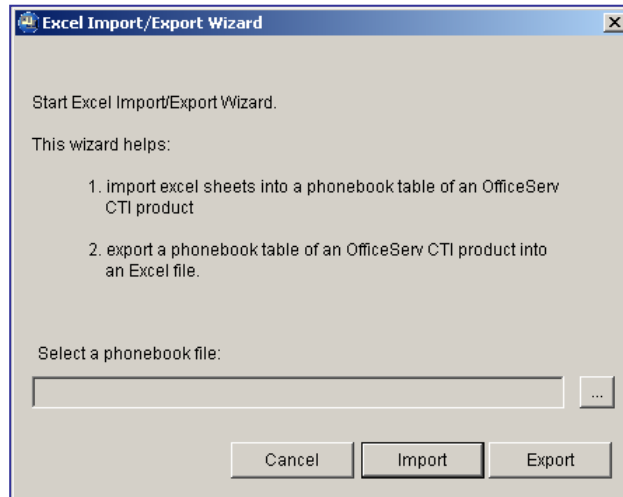 Excel Import/Export Wizard
Start Excel Import/Export Wizard.
This wizard helps:
1. import excel sheets into a phonebook table of an OfficeServ
CTI product
2. export a phonebook table of an OfficeServ CTI product into
an Excel file.
Select a phonebook file:
...
Cancel Import Export